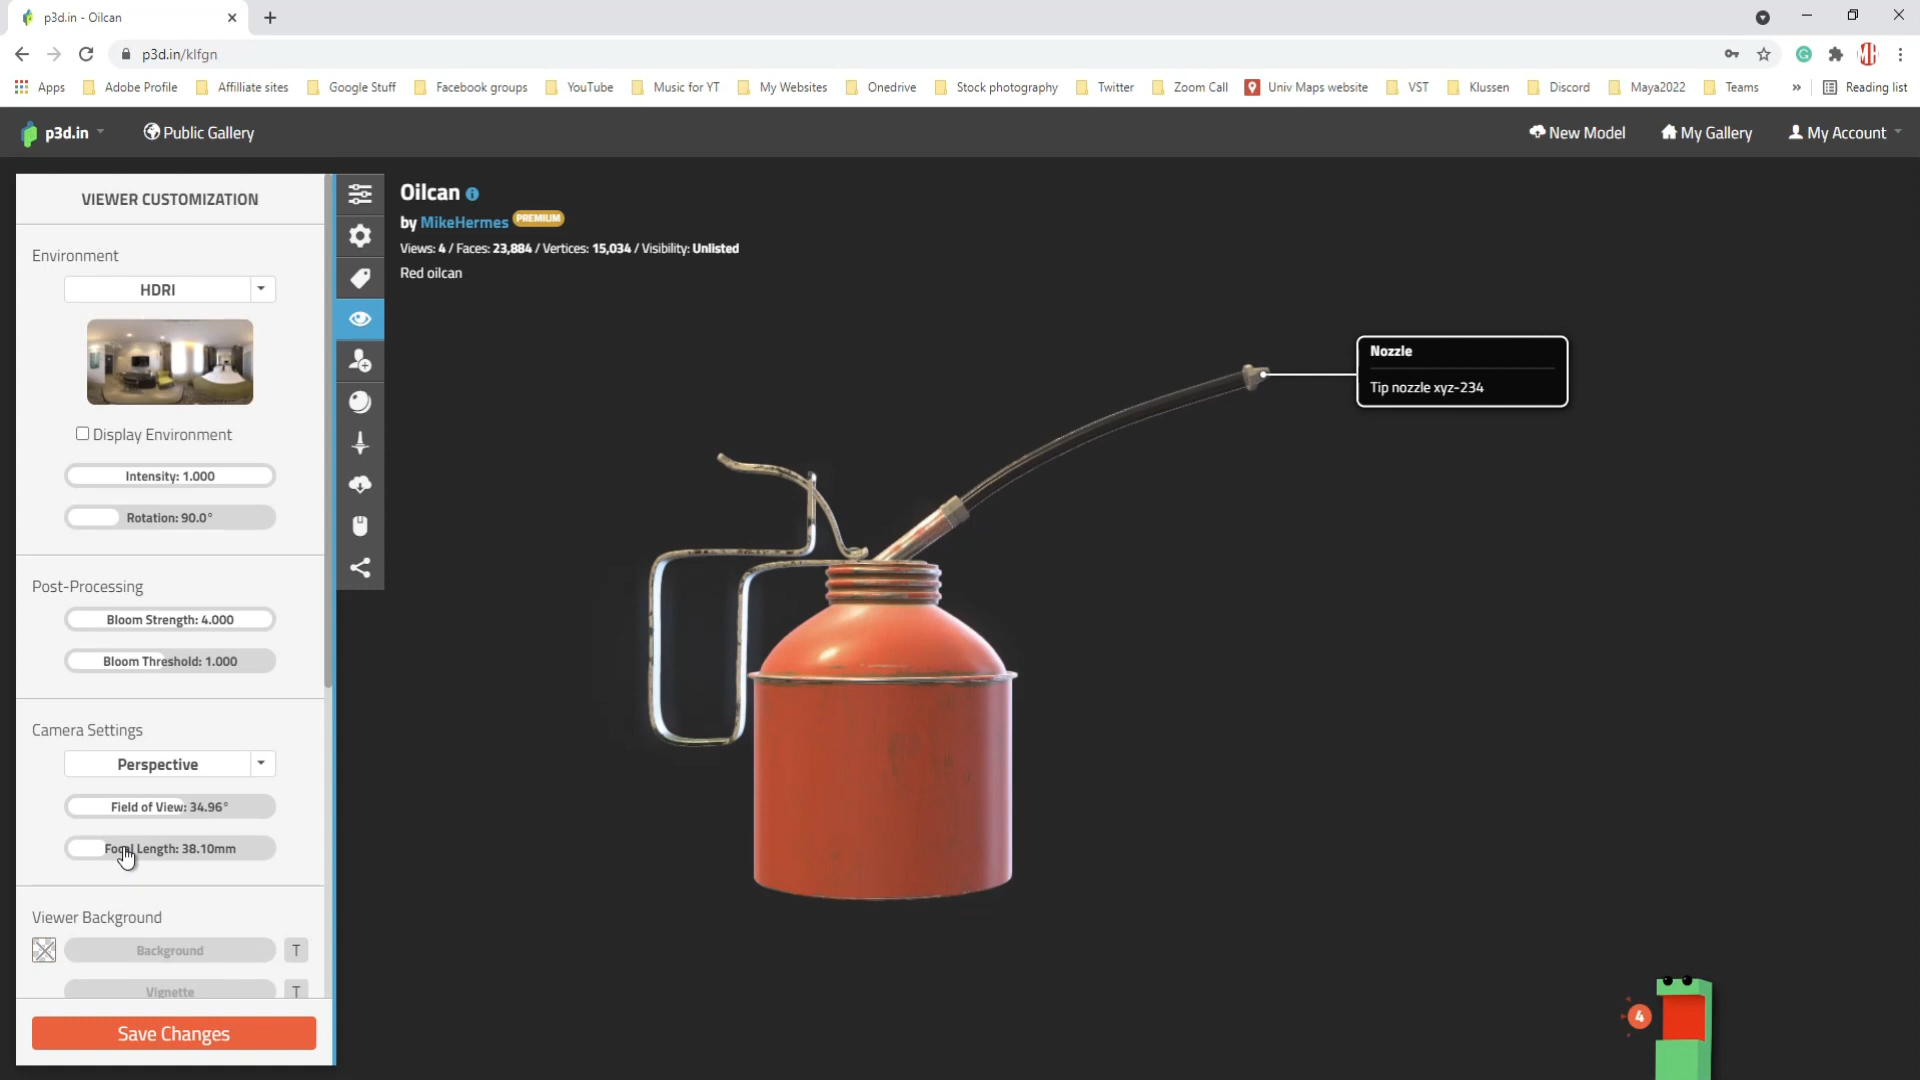 p3d.in - Oilcan
p3d.in/klfgn
Apps Adobe Profile Affilliate sites Google Stuff Facebook groups YouTube Music for YT My Websites Onedrive Stock photography Twitter Zoom Call Univ Maps website VST Klussen Discord Maya2022 Teams » Reading list
p3d.in Public Gallery New Model My Gallery My Account
VIEWER CUSTOMIZATION
Environment
HDRI
Display Environment
Intensity: 1.000
Rotation: 90.0°
Post-Processing
Bloom Strength: 4.000
Bloom Threshold: 1.000
Camera Settings
Perspective
Field of View: 34.96°
Focal Length: 38.10mm
Viewer Background
Background T
Vignette T
Save Changes
Oilcan
by MikeHermes PREMIUM
Views: 4 / Faces: 23,884 / Vertices: 15,034 / Visibility: Unlisted
Red oilcan
Nozzle
Tip nozzle xyz-234
4